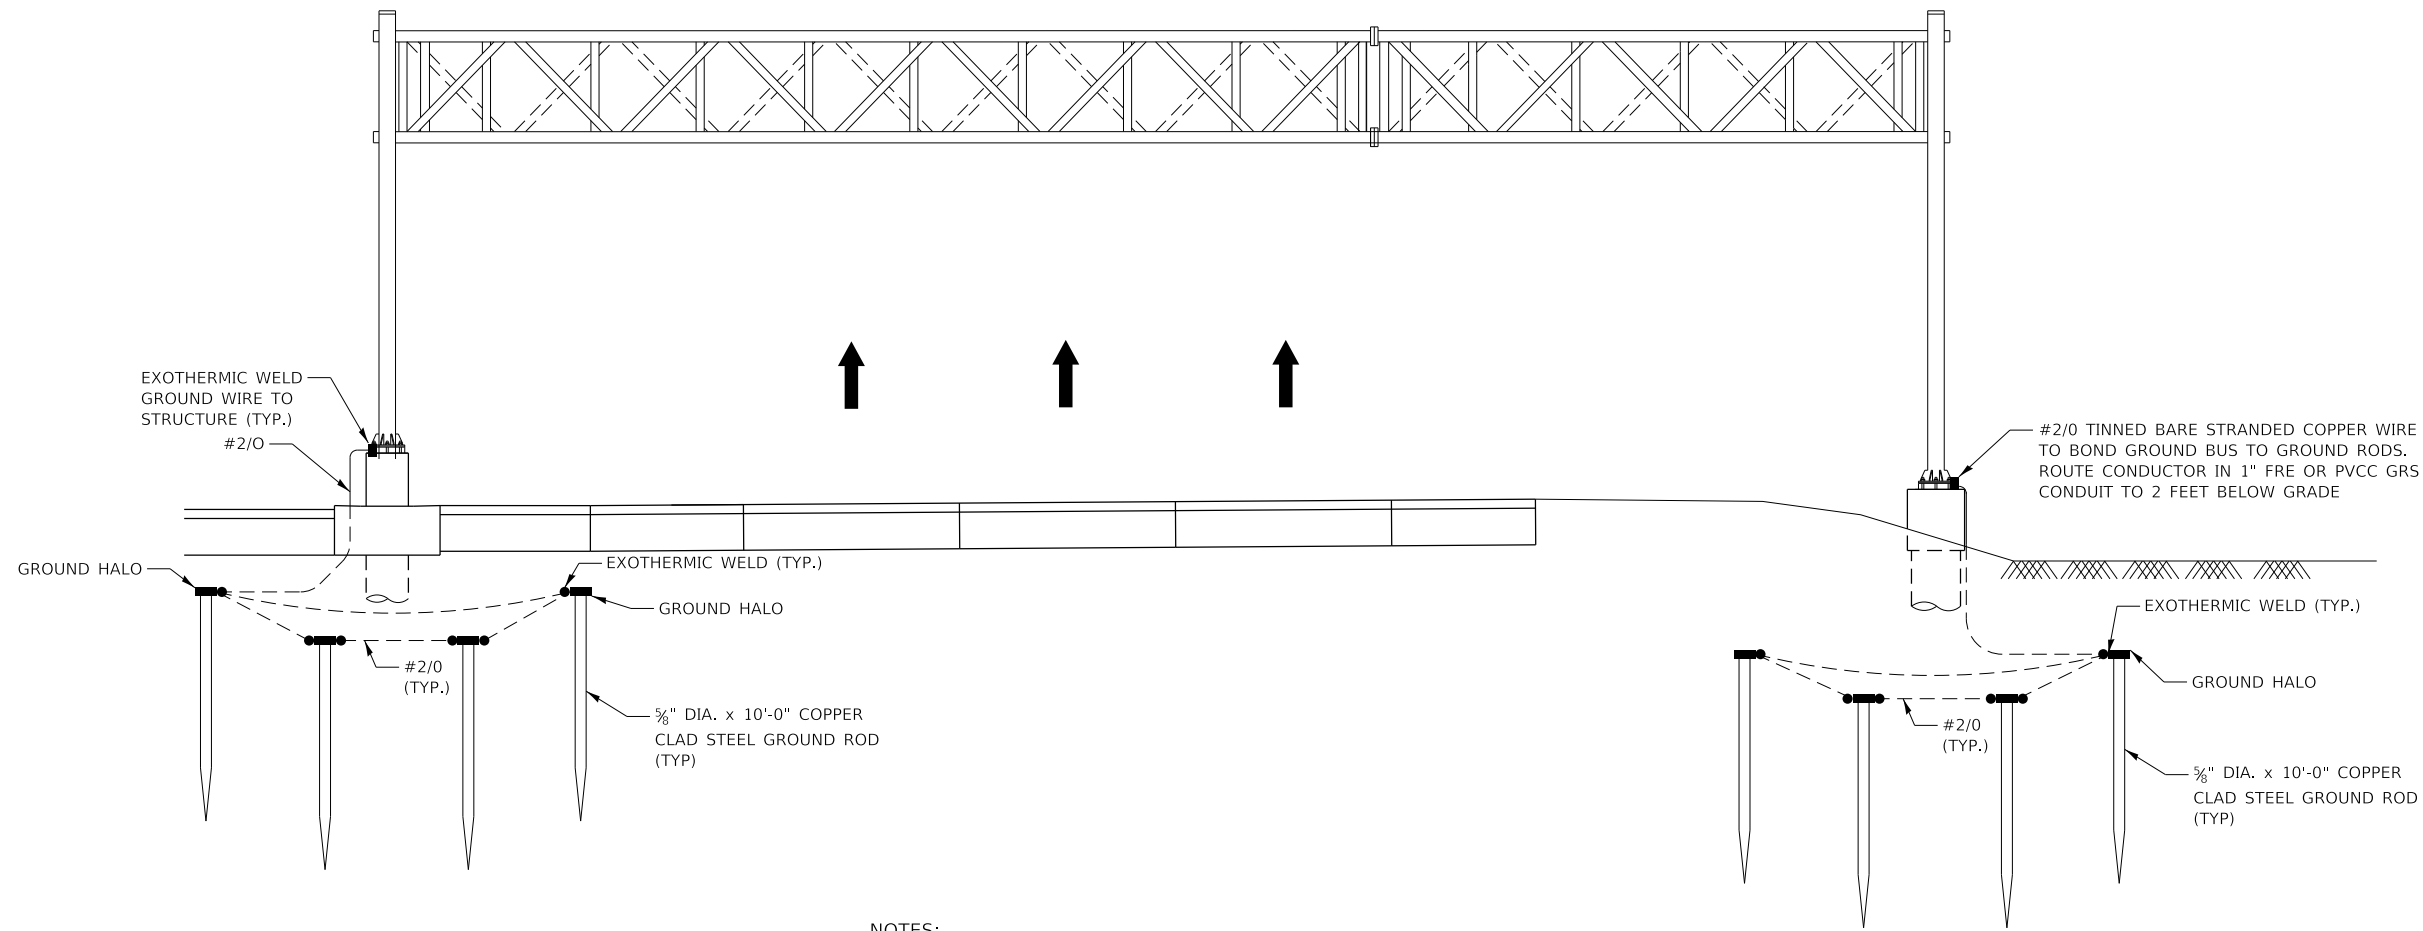 EXOTHERMIC WELD
GROUND WIRE TO
STRUCTURE (TYP.)
#2/O
#2/0 TINNED BARE STRANDED COPPER WIRE
TO BOND GROUND BUS TO GROUND RODS.
ROUTE CONDUCTOR IN 1" FRE OR PVCC GRS
CONDUIT TO 2 FEET BELOW GRADE
GROUND HALO
EXOTHERMIC WELD (TYP.)
GROUND HALO
EXOTHERMIC WELD (TYP.)
#2/0
(TYP.)
GROUND HALO
⅝" DIA. x 10'-0" COPPER
CLAD STEEL GROUND ROD
(TYP)
#2/0
(TYP.)
⅝" DIA. x 10'-0" COPPER
CLAD STEEL GROUND ROD
(TYP)
NOTES: